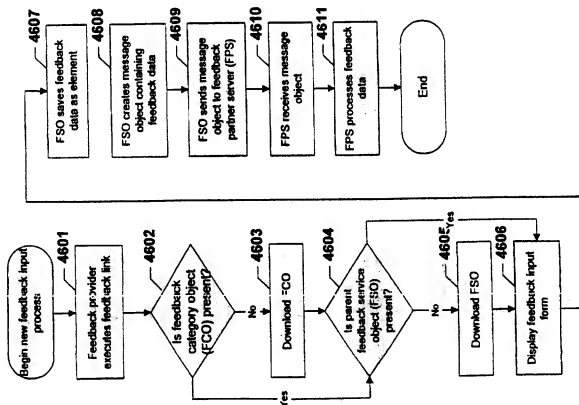 Begin new feedback input
process
4601
Feedback provider
executes feedback link
4602
Is feedback
category object
(FCO) present?
No
Yes
4603
Download =CO
4604
Is parent
feedback service
object (FSO)
present?
Yes
No
4605
Download FSO
4606
Display feedback input
form
4607
FSO saves feedback
data as element
4608
FSO creates message
object containing
feedback data
4609
FSO sends message
object to feedback
partner server (FPS)
4610
FPS receives message
object
4611
FPS processes feedback
data
End